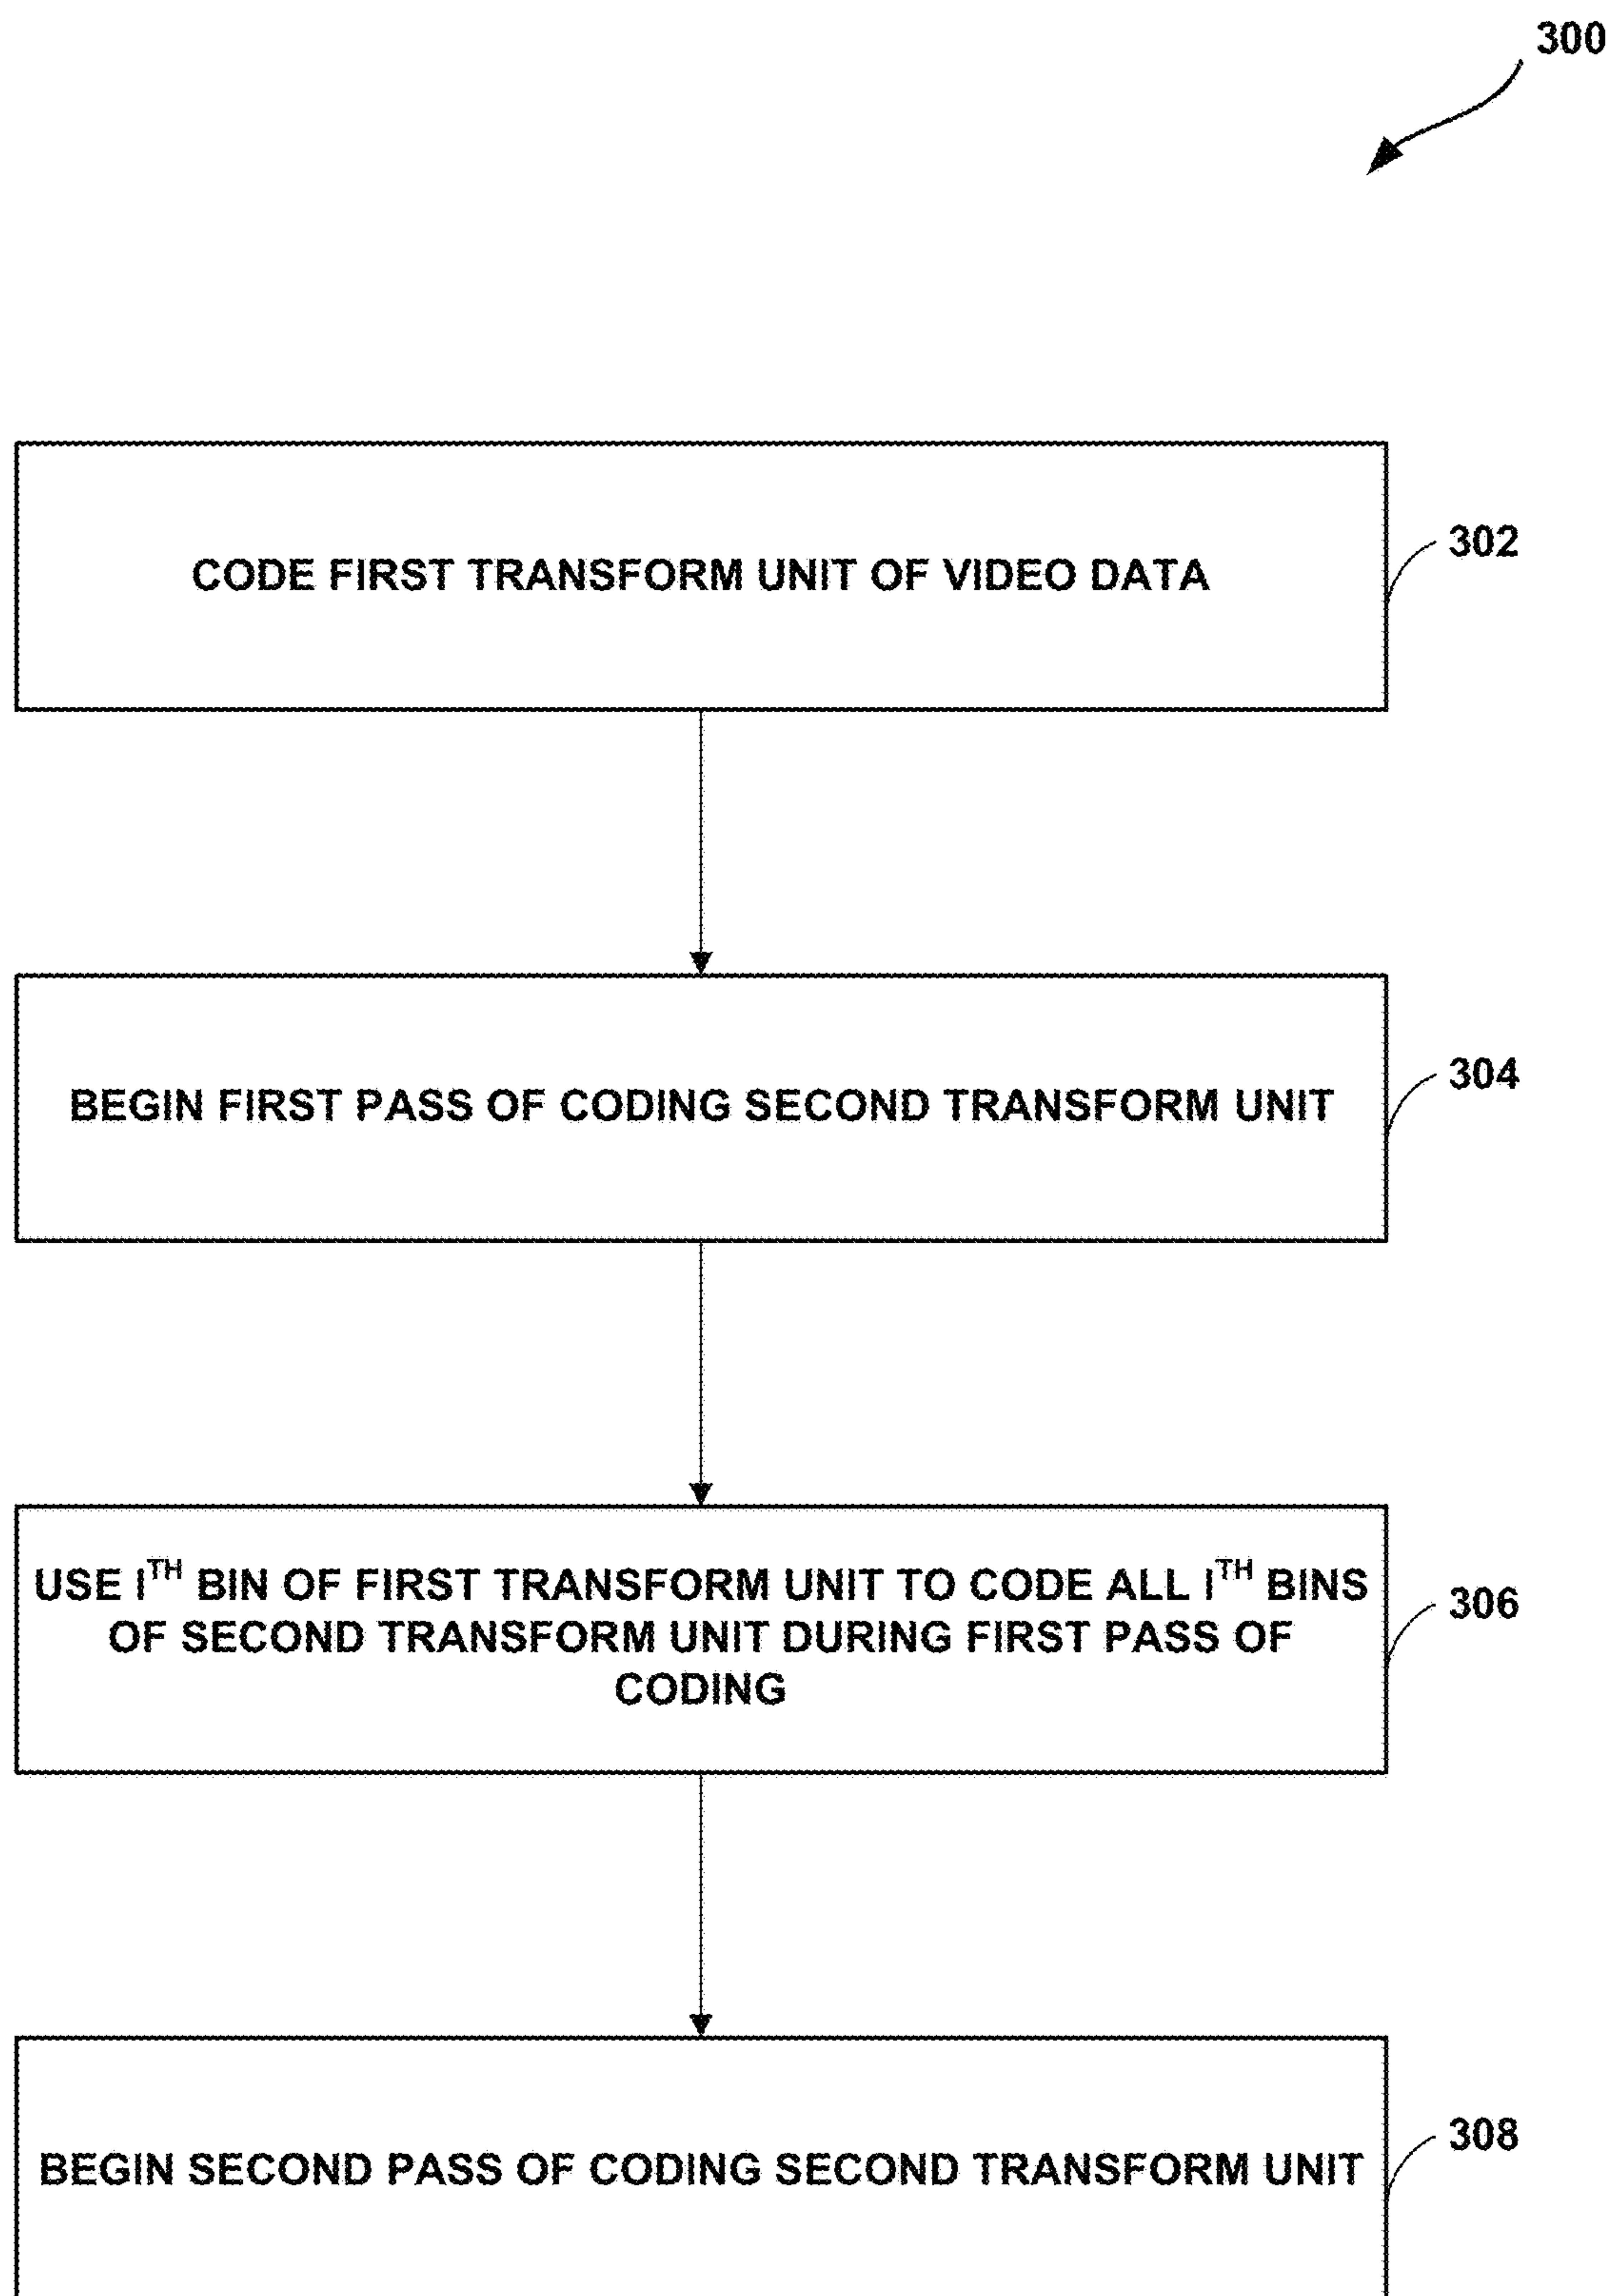 300
CODE FIRST TRANSFORM UNIT OF VIDEO DATA
302
BEGIN FIRST PASS OF CODING SECOND TRANSFORM UNIT
304
USE I^TH BIN OF FIRST TRANSFORM UNIT TO CODE ALL I^TH BINS
OF SECOND TRANSFORM UNIT DURING FIRST PASS OF
CODING
306
BEGIN SECOND PASS OF CODING SECOND TRANSFORM UNIT
308